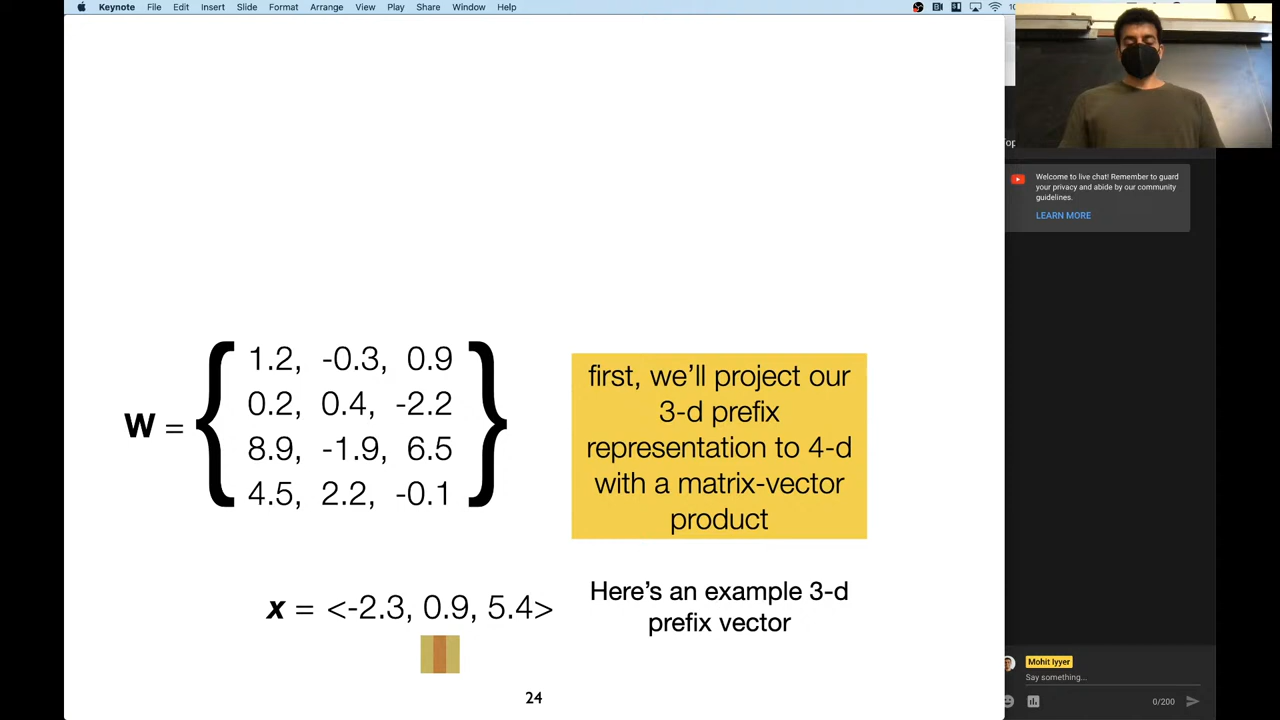 Keynote File Edit Insert Slide Format Arrange View Play Share Window Help
Welcome to live chat! Remember to guard
your privacy and abide by our community
guidelines.
LEARN MORE
W = { 1.2, -0.3, 0.9 }
0.2, 0.4, -2.2
8.9, -1.9, 6.5
4.5, 2.2, -0.1
first, we'll project our
3-d prefix
representation to 4-d
with a matrix-vector
product
x = <-2.3, 0.9, 5.4>
Here's an example 3-d
prefix vector
24
Mohit Iyyer
Say something...
0/200